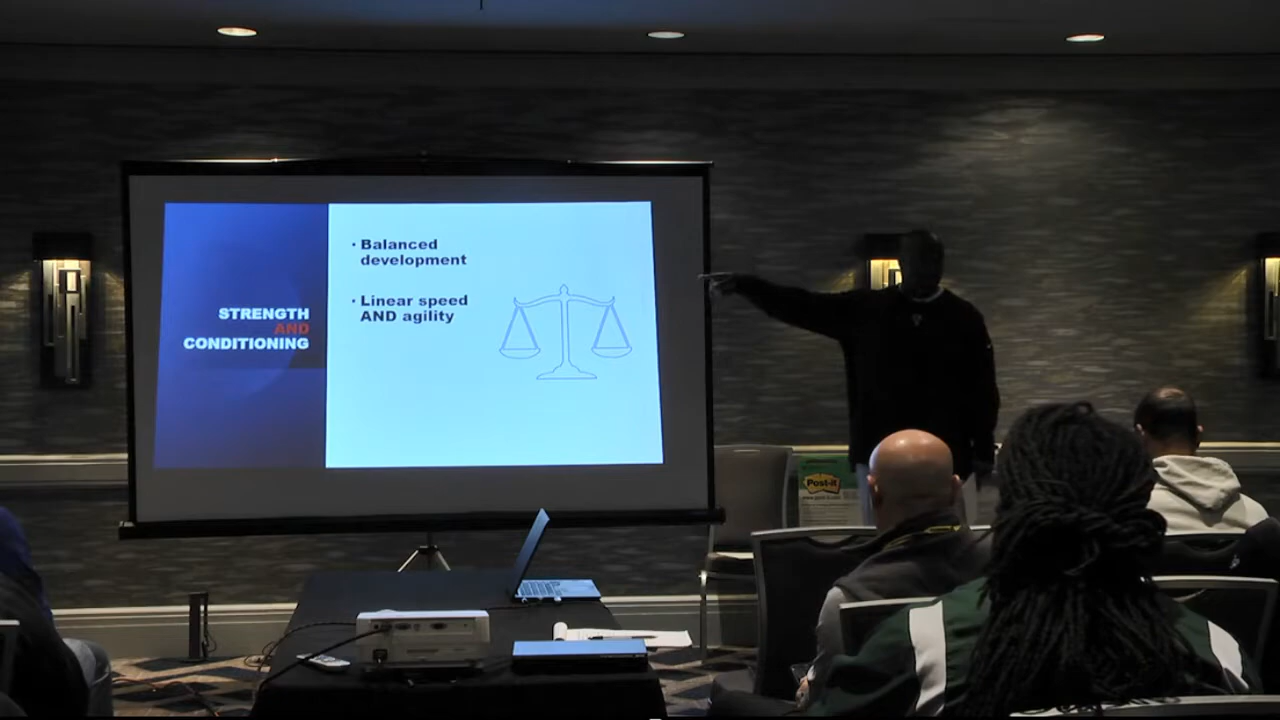 STRENGTH
AND
CONDITIONING
• Balanced
development
• Linear speed
AND agility
Post-it